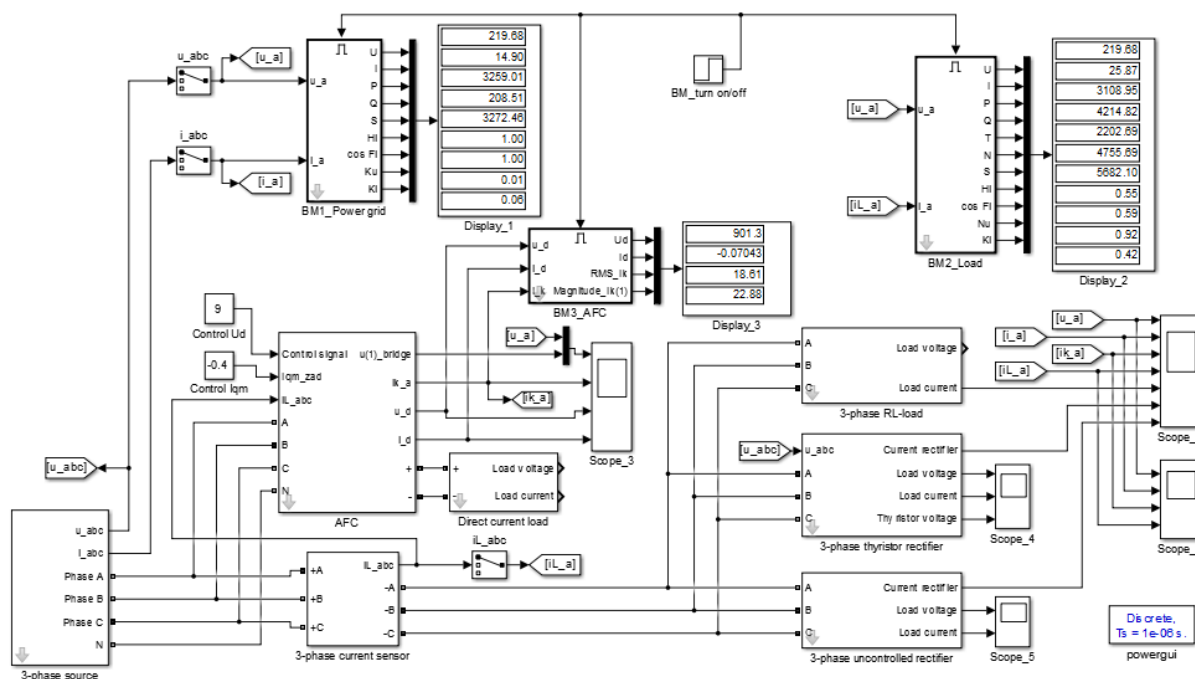 u_abc
[u_a]
u_a
U
I
P
Q
S
HI
cos FI
Ku
KI
I_a
BM1_Power grid
219.68
14.90
3259.01
208.51
3272.46
1.00
1.00
0.01
0.06
Display_1
i_abc
[i_a]
BM_turn on/off
[u_a]
[iL_a]
u_a
I_a
U
I
P
Q
T
N
S
HI
cos FI
Nu
KI
BM2_Load
219.68
25.87
3108.95
4214.82
2202.69
4755.69
5682.10
0.55
0.59
0.92
0.42
Display_2
u_d
I_d
I_k
Ud
Id
RMS_Ik
Magnitude_Ik(1)
BM3_AFC
901.3
-0.07043
18.61
22.88
Display_3
9
Control Ud
-0.4
Control Iqm
Control signal
Iqm_zad
IL_abc
A
B
C
N
u(1)_bridge
Ik_a
u_d
I_d
+
-
AFC
[u_a]
[ik_a]
Scope_3
+
-
Load voltage
Load current
Direct current load
A
B
C
Load voltage
Load current
3-phase RL-load
[u_a]
[i_a]
[ik_a]
[iL_a]
Scope_
[u_abc]
u_abc
A
B
C
Current rectifier
Load voltage
Load current
Thyristor voltage
3-phase thyristor rectifier
Scope_4
Scope_
[u_abc]
u_abc
I_abc
Phase A
Phase B
Phase C
N
3-phase source
+A
+B
+C
IL_abc
-A
-B
-C
3-phase current sensor
iL_abc
[iL_a]
A
B
C
Current rectifier
Load voltage
Load current
3-phase uncontrolled rectifier
Scope_5
Discrete,
Ts = 1e-06 s.
powergui